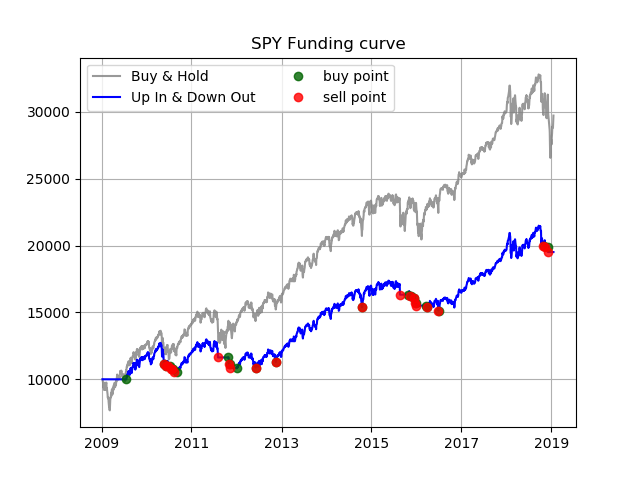 SPY Funding curve
Buy & Hold
Up In & Down Out
buy point
sell point
30000
25000
20000
15000
10000
2009
2011
2013
2015
2017
2019